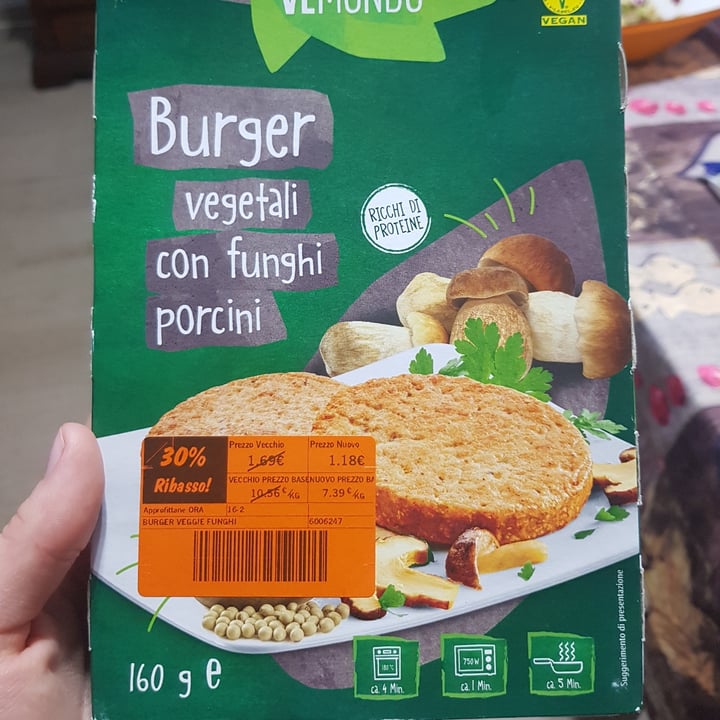 VEMONDO
VEGAN
Burger
vegetali
con funghi
porcini
RICCHI DI
PROTEINE
30%
Ribasso!
Prezzo Vecchio
Prezzo Nuovo
1.69€
1.18€
VECCHIO PREZZO BASE
NUOVO PREZZO BA
10.56 €/KG
7.39 €/KG
Approfittane ORA
16-2
BURGER VEGGIE FUNGHI
6006247
160 g e
180°C
ca. 4 Min.
750 W
ca. 1 Min.
ca. 5 Min.
Suggerimento di presentazione